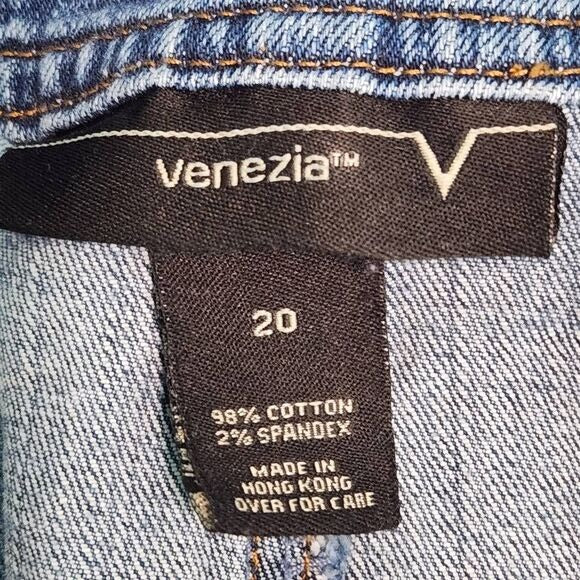 venezia™
20
98% COTTON
2% SPANDEX
MADE IN
HONG KONG
OVER FOR CARE